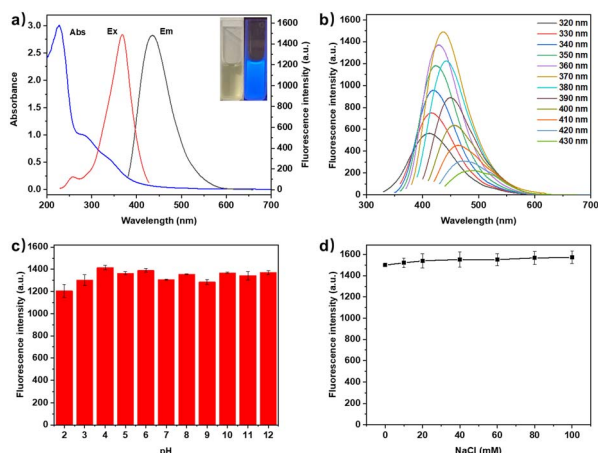 a)
Abs
Ex
Em
3.0
2.5
2.0
1.5
1.0
0.5
0.0
Absorbance
1600
1400
1200
1000
800
600
400
200
0
Fluorescence intensity (a.u.)
200
300
400
500
600
700
Wavelength (nm)
b)
320 nm
330 nm
340 nm
350 nm
360 nm
370 nm
380 nm
390 nm
400 nm
410 nm
420 nm
430 nm
1600
1400
1200
1000
800
600
400
200
0
Fluorescence intensity (a.u.)
300
400
500
600
700
Wavelength (nm)
c)
1600
1400
1200
1000
800
600
400
200
0
Fluorescence intensity (a.u.)
2
3
4
5
6
7
8
9
10
11
12
pH
d)
1600
1400
1200
1000
800
600
400
200
0
Fluorescence intensity (a.u.)
0
20
40
60
80
100
NaCl (mM)